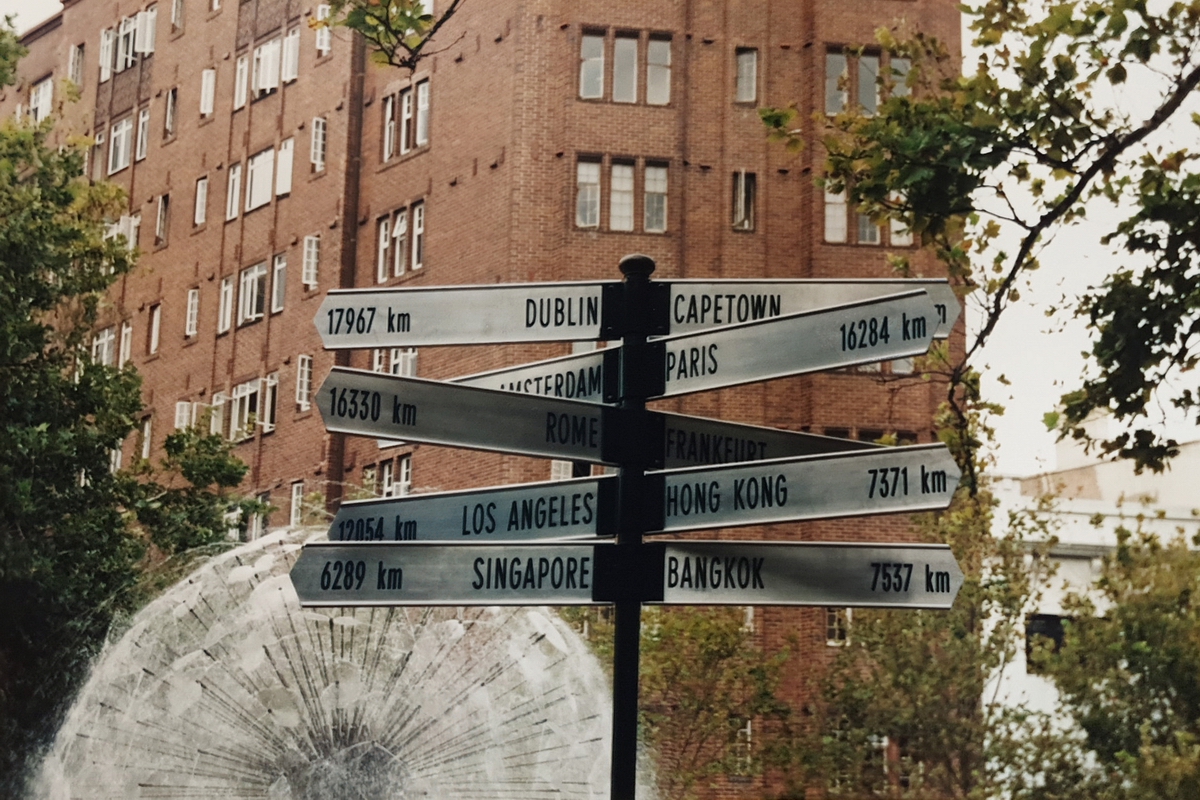 17967 km DUBLIN
CAPETOWN
PARIS 16284 km
AMSTERDAM
16330 km ROME
FRANKFURT
HONG KONG 7371 km
12054 km LOS ANGELES
6289 km SINGAPORE
BANGKOK 7537 km